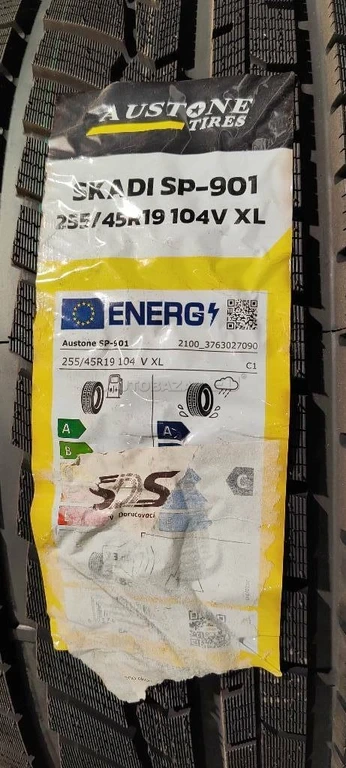 AUSTONE
TIRES
SKADI SP-901
255/45R19 104V XL
ENERG
Austone SP-901 2100_3763027090
255/45R19 104 V XL C1
A A
B
C